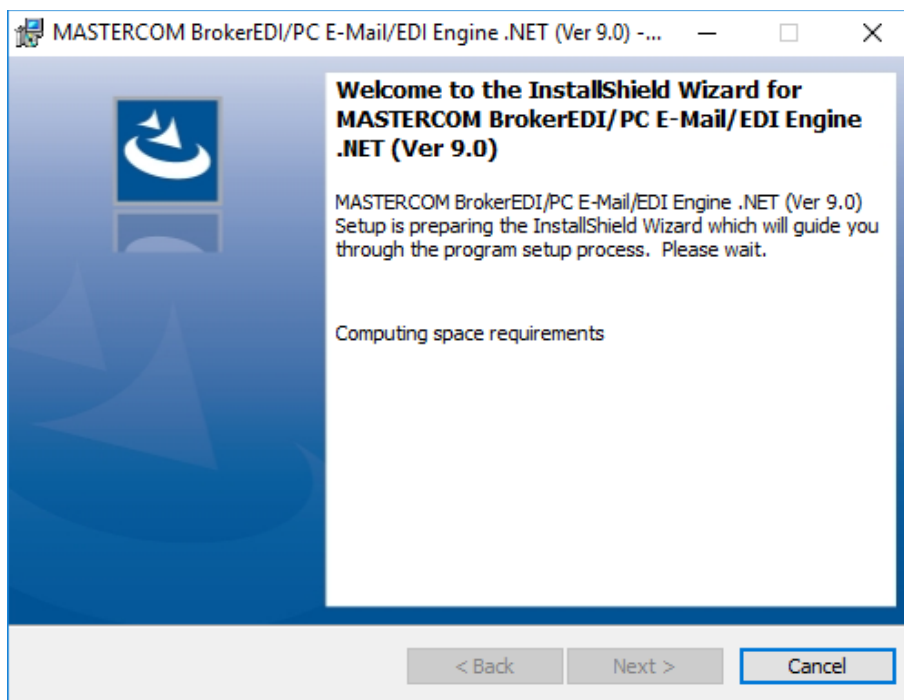 MASTERCOM BrokerEDI/PC E-Mail/EDI Engine .NET (Ver 9.0) -...
Welcome to the InstallShield Wizard for
MASTERCOM BrokerEDI/PC E-Mail/EDI Engine
.NET (Ver 9.0)
MASTERCOM BrokerEDI/PC E-Mail/EDI Engine .NET (Ver 9.0)
Setup is preparing the InstallShield Wizard which will guide you
through the program setup process.  Please wait.
Computing space requirements
< Back
Next >
Cancel